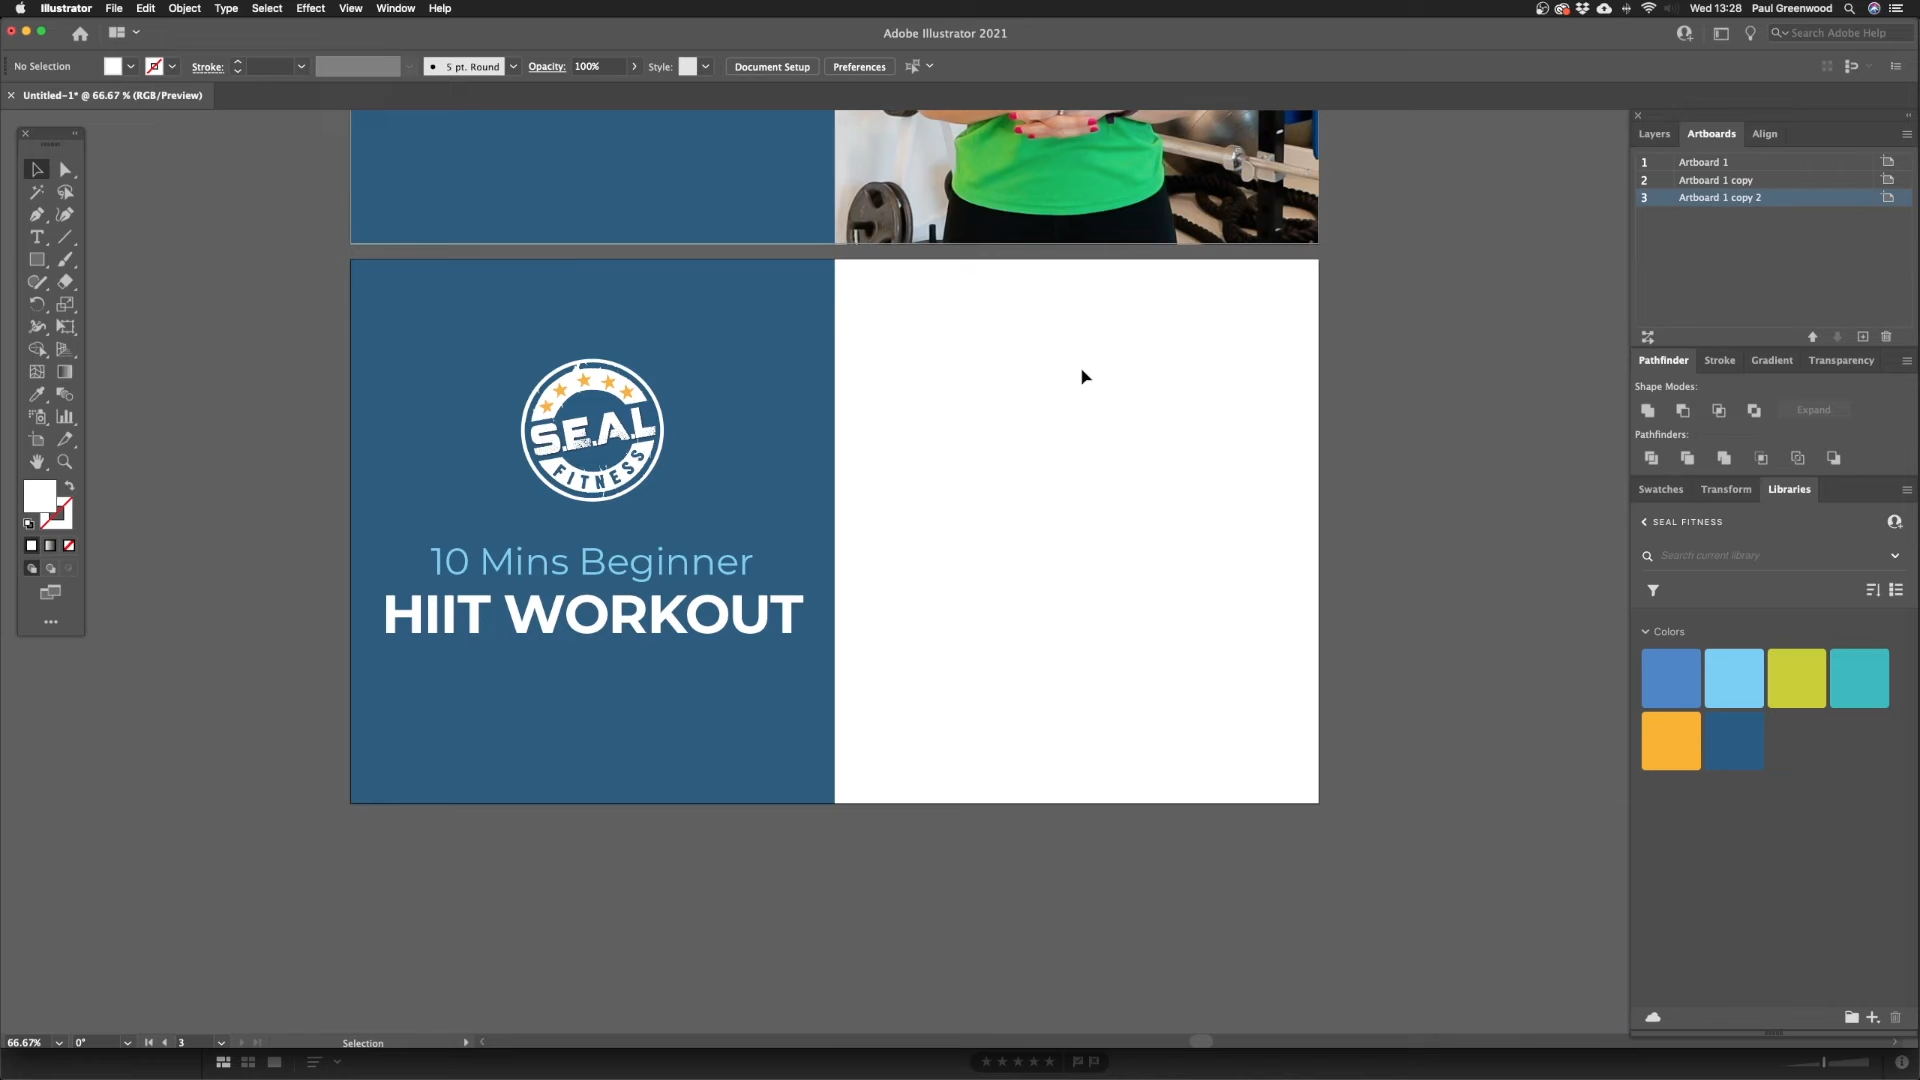 Illustrator File Edit Object Type Select Effect View Window Help
Wed 13:28 Paul Greenwood
Adobe Illustrator 2021
Search Adobe Help
No Selection
Stroke:
5 pt. Round
Opacity: 100%
Style:
Document Setup
Preferences
Untitled-1* @ 66.67 % (RGB/Preview)
Layers Artboards Align
1 Artboard 1
2 Artboard 1 copy
3 Artboard 1 copy 2
Pathfinder Stroke Gradient Transparency
Shape Modes:
Expand
Pathfinders:
Swatches Transform Libraries
SEAL FITNESS
Search current library
Colors
S.E.A.L
FITNESS
10 Mins Beginner
HIIT WORKOUT
66.67% 0° 3 Selection